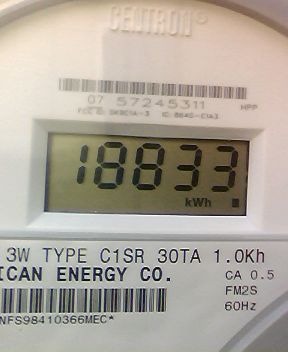 CENTRON®
07 57245311 HPP
18833
kWh
3W TYPE C1SR 30TA 1.0Kh
ICAN ENERGY CO. CA 0.5
FM2S
60Hz
NFS98410366MEC*